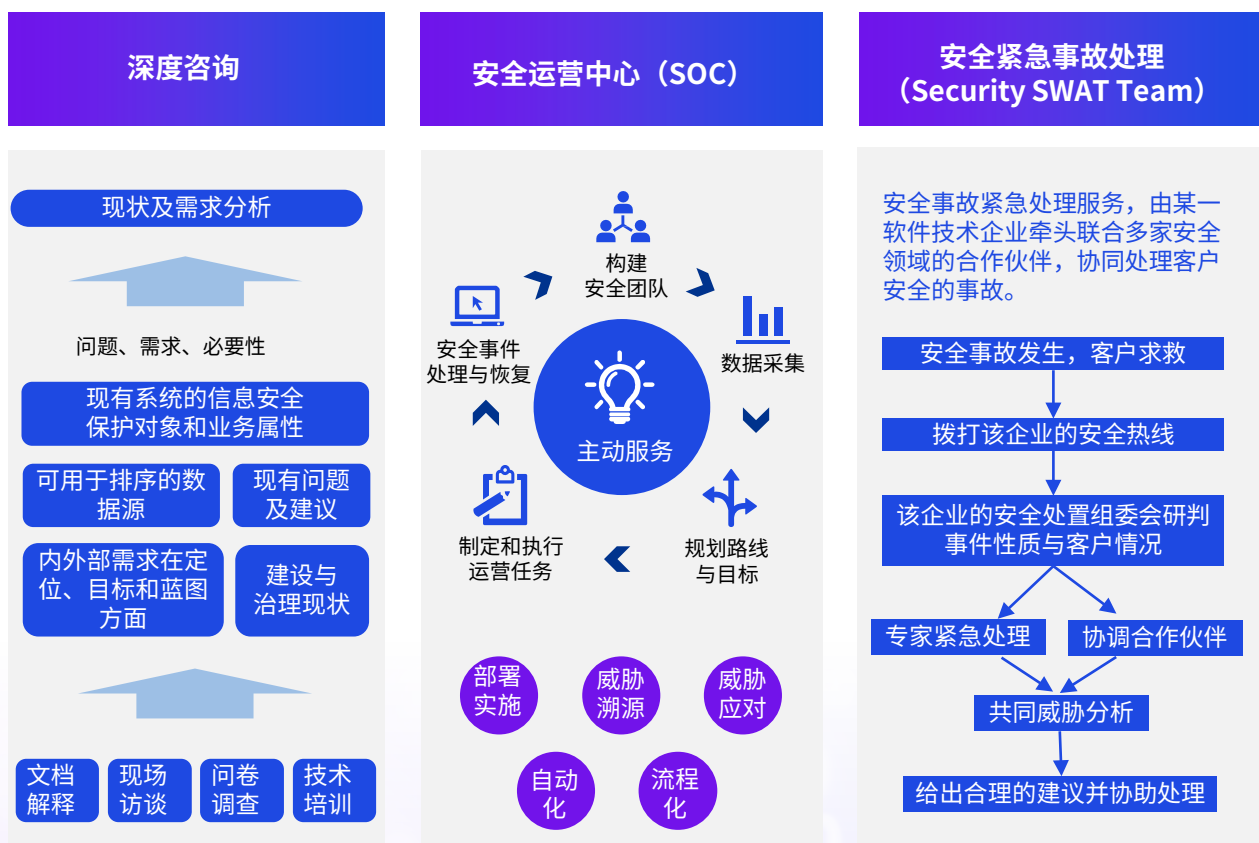 深度咨询
现状及需求分析
问题、需求、必要性
现有系统的信息安全
保护对象和业务属性
可用于排序的数
据源
现有问题
及建议
内外部需求在定
位、目标和蓝图
方面
建设与
治理现状
文档
解释
现场
访谈
问卷
调查
技术
培训
安全运营中心（SOC）
构建
安全团队
数据采集
规划路线
与目标
制定和执行
运营任务
安全事件
处理与恢复
主动服务
部署
实施
威胁
溯源
威胁
应对
自动
化
流程
化
安全紧急事故处理
（Security SWAT Team）
安全事故紧急处理服务，由某一
软件技术企业牵头联合多家安全
领域的合作伙伴，协同处理客户
安全的事故。
安全事故发生，客户求救
拨打该企业的安全热线
该企业的安全处置组委会研判
事件性质与客户情况
专家紧急处理
协调合作伙伴
共同威胁分析
给出合理的建议并协助处理